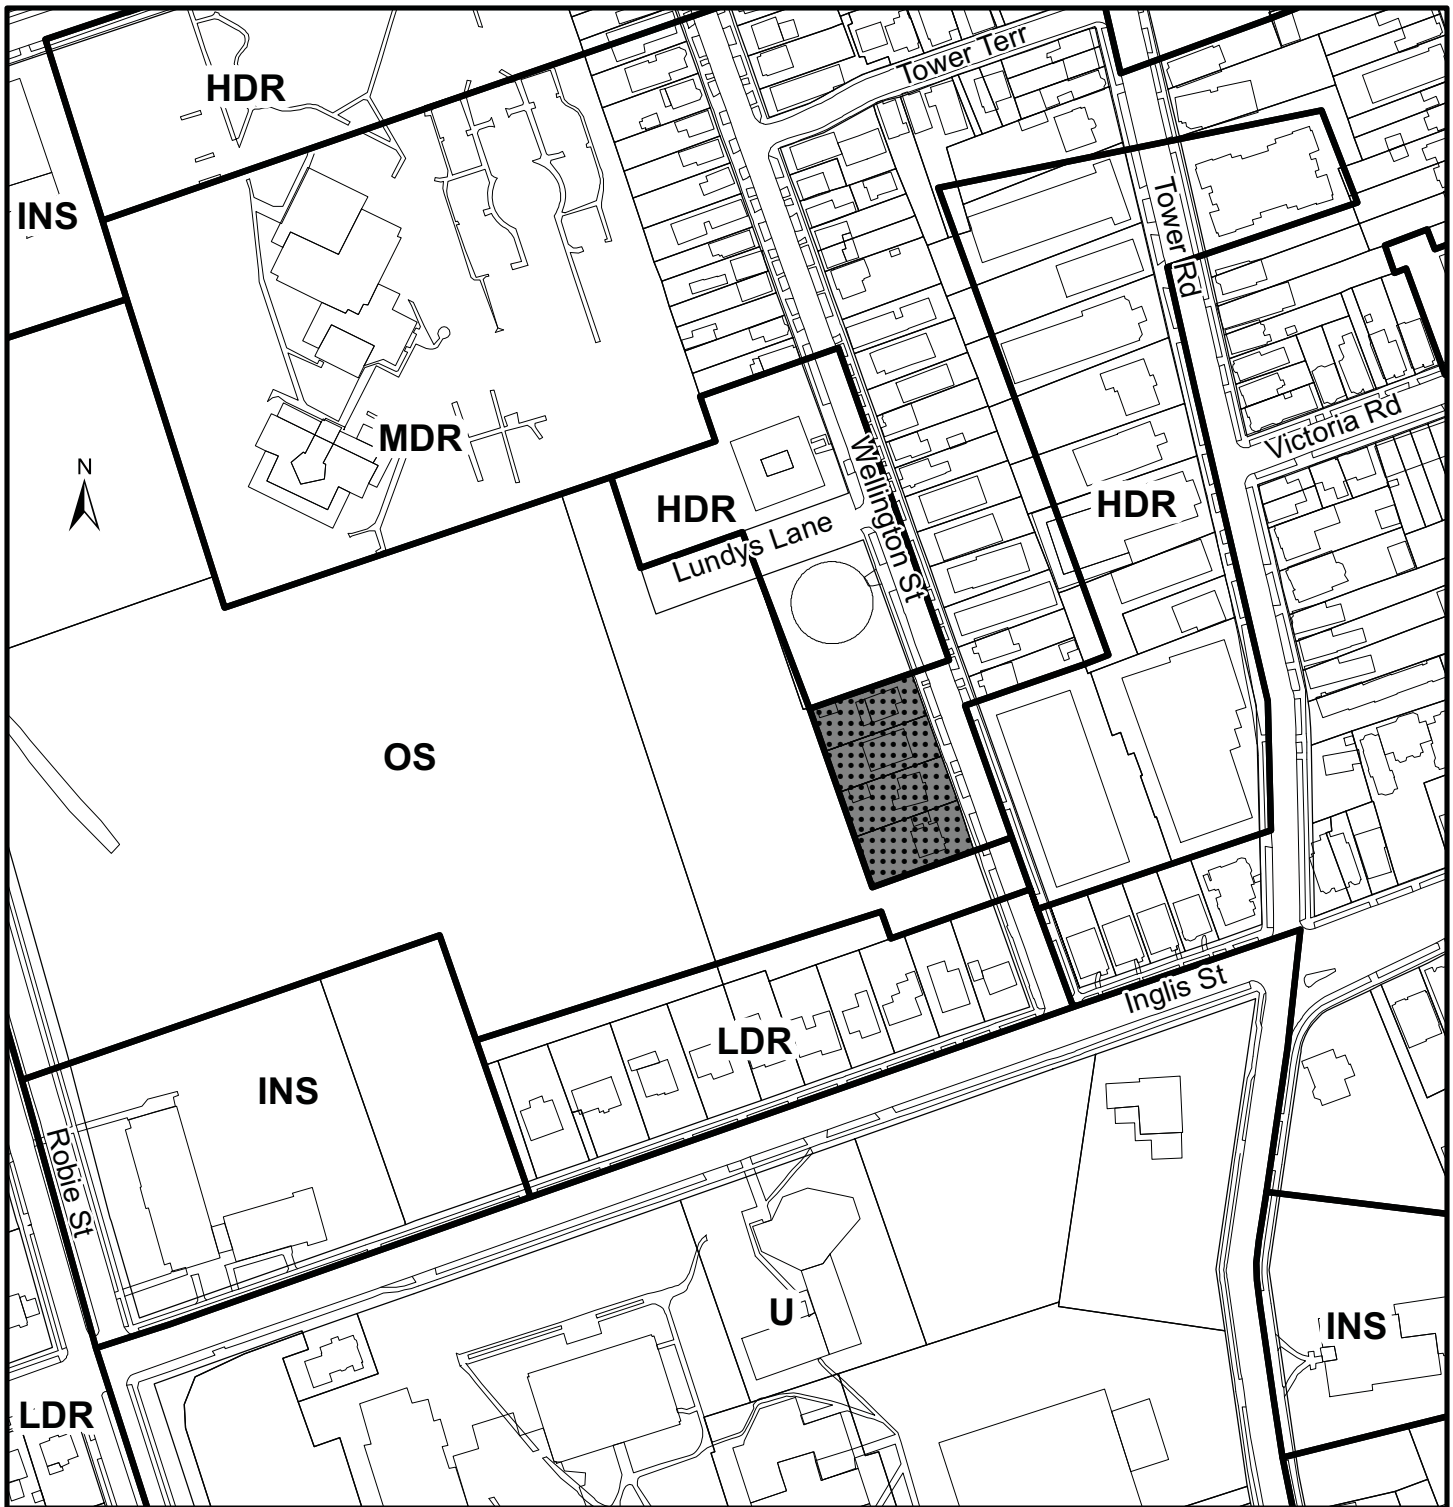 Tower Terr
HDR
INS
Tower Rd
Victoria Rd
MDR
N
Wellington St
HDR
HDR
Lundys Lane
OS
Inglis St
LDR
INS
Robie St
U
INS
LDR